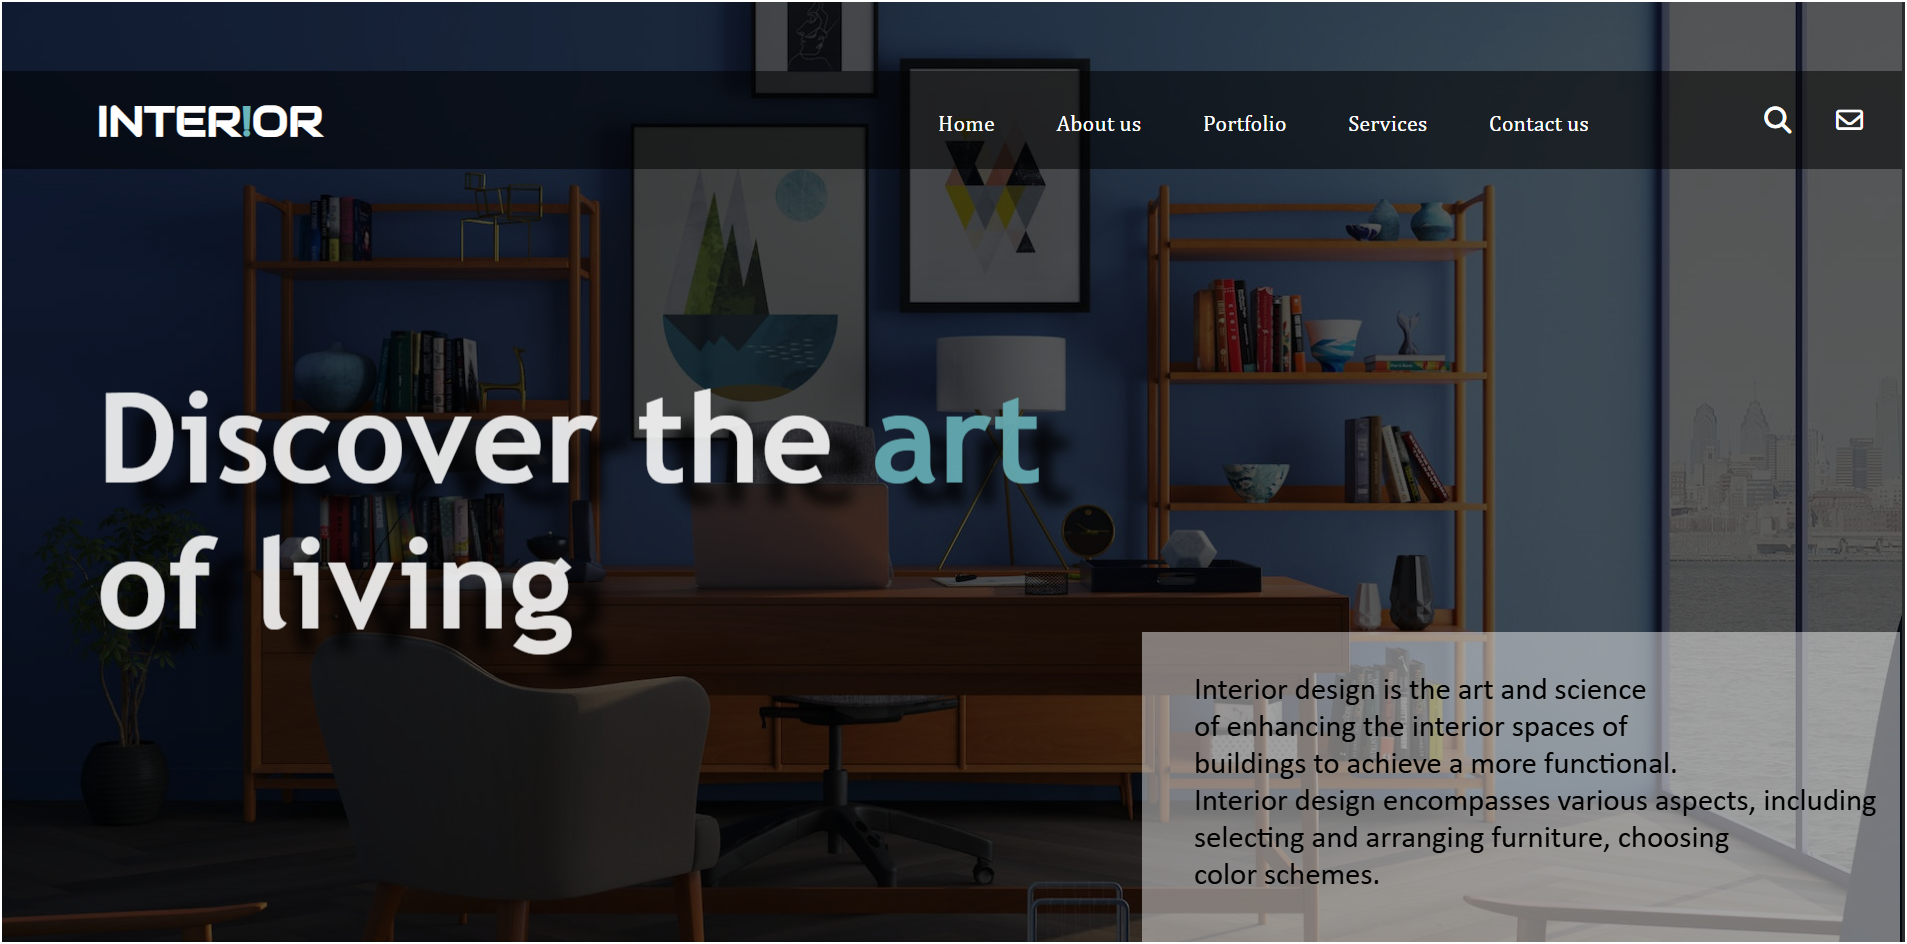 INTER!OR
Home About us Portfolio Services Contact us
Discover the art
of living
Interior design is the art and science
of enhancing the interior spaces of
buildings to achieve a more functional.
Interior design encompasses various aspects, including
selecting and arranging furniture, choosing
color schemes.